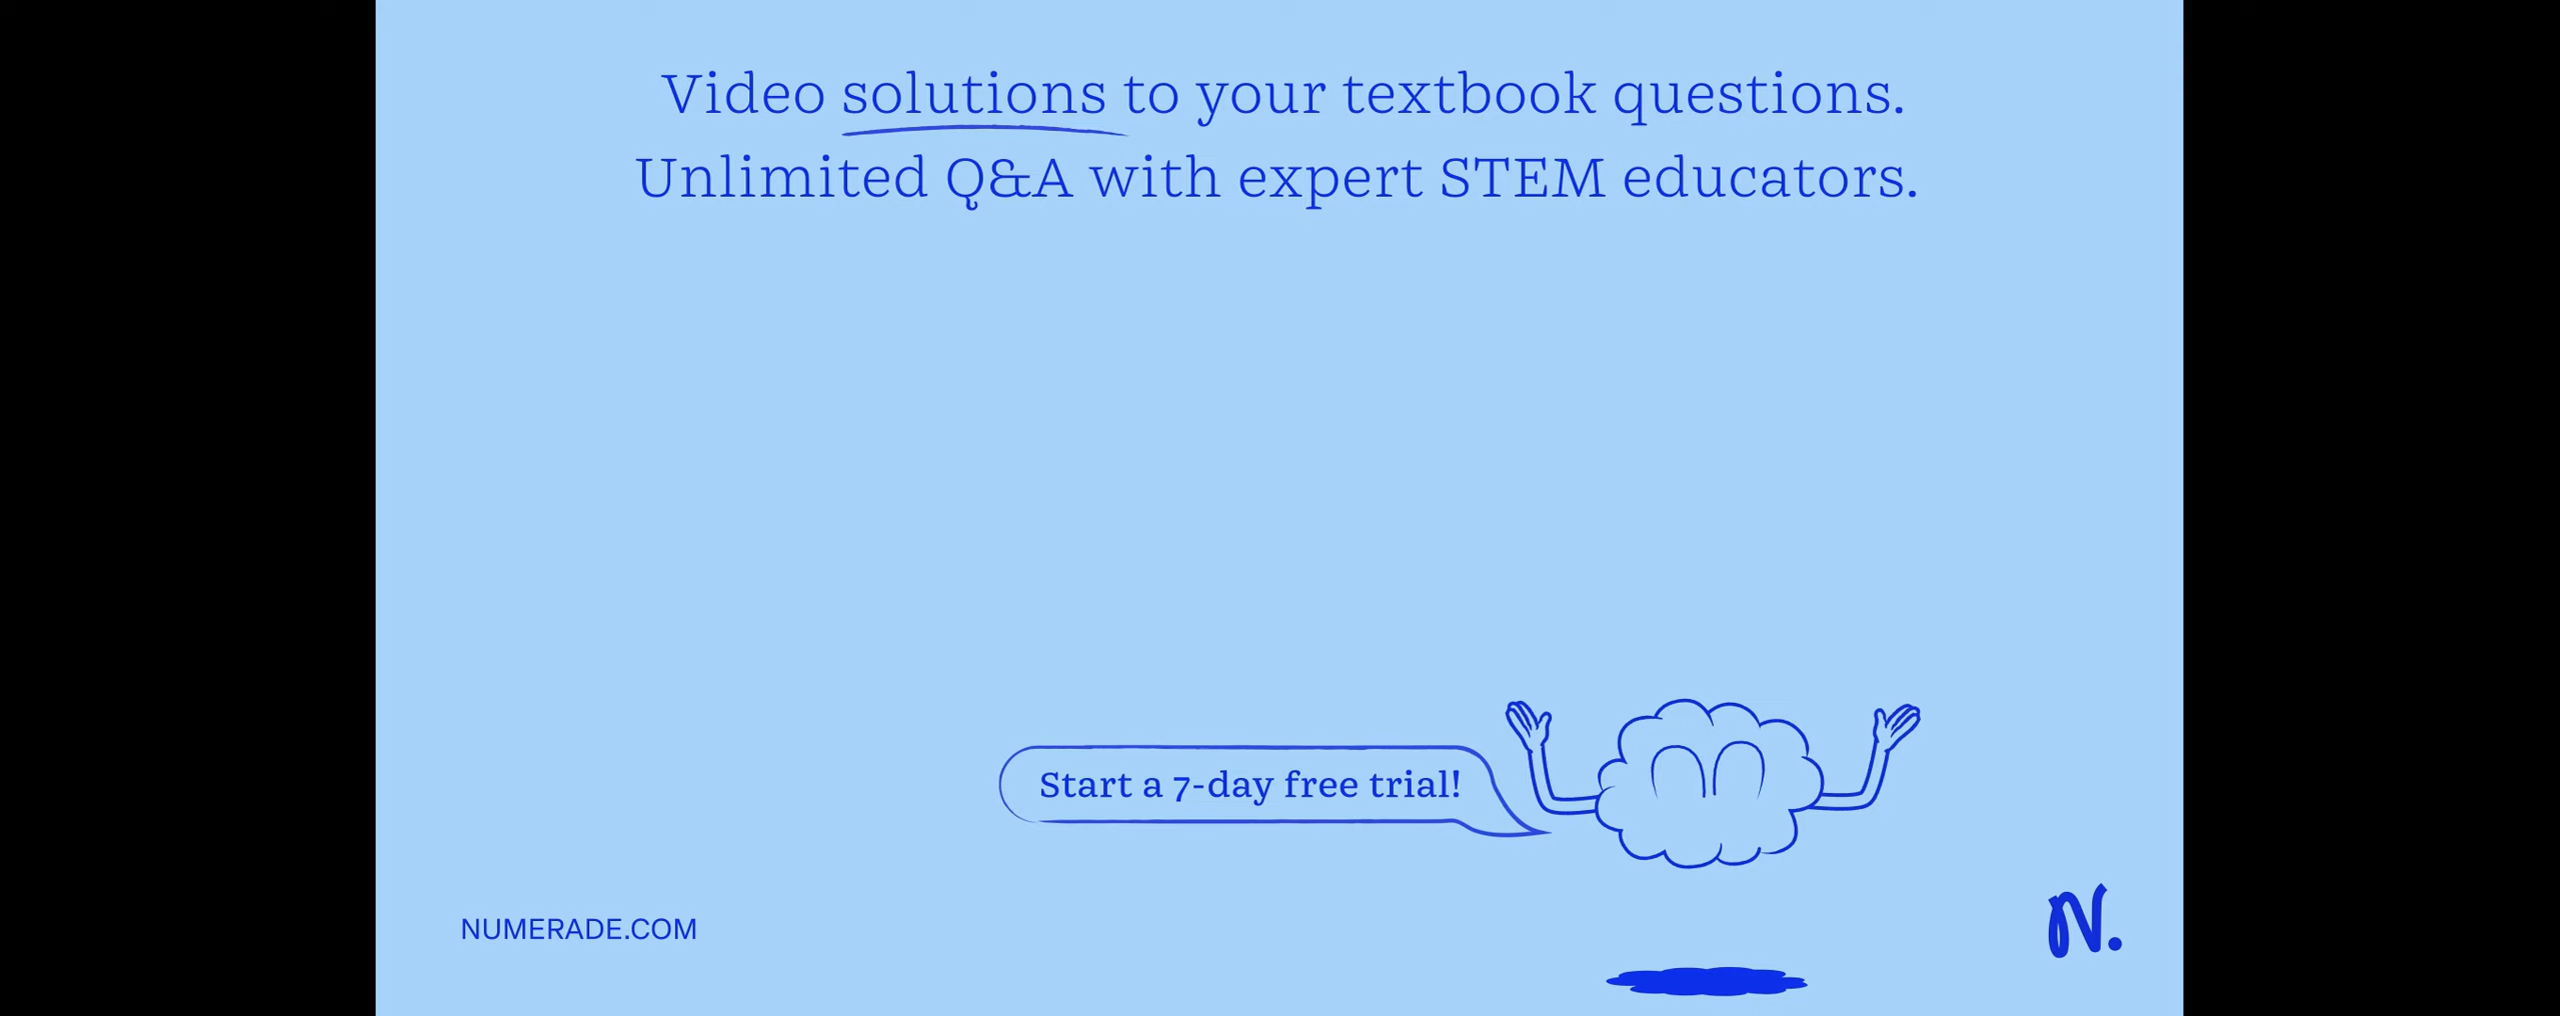 Video solutions to your textbook questions.
Unlimited Q&A with expert STEM educators.
Start a 7-day free trial!
NUMERADE.COM
N.